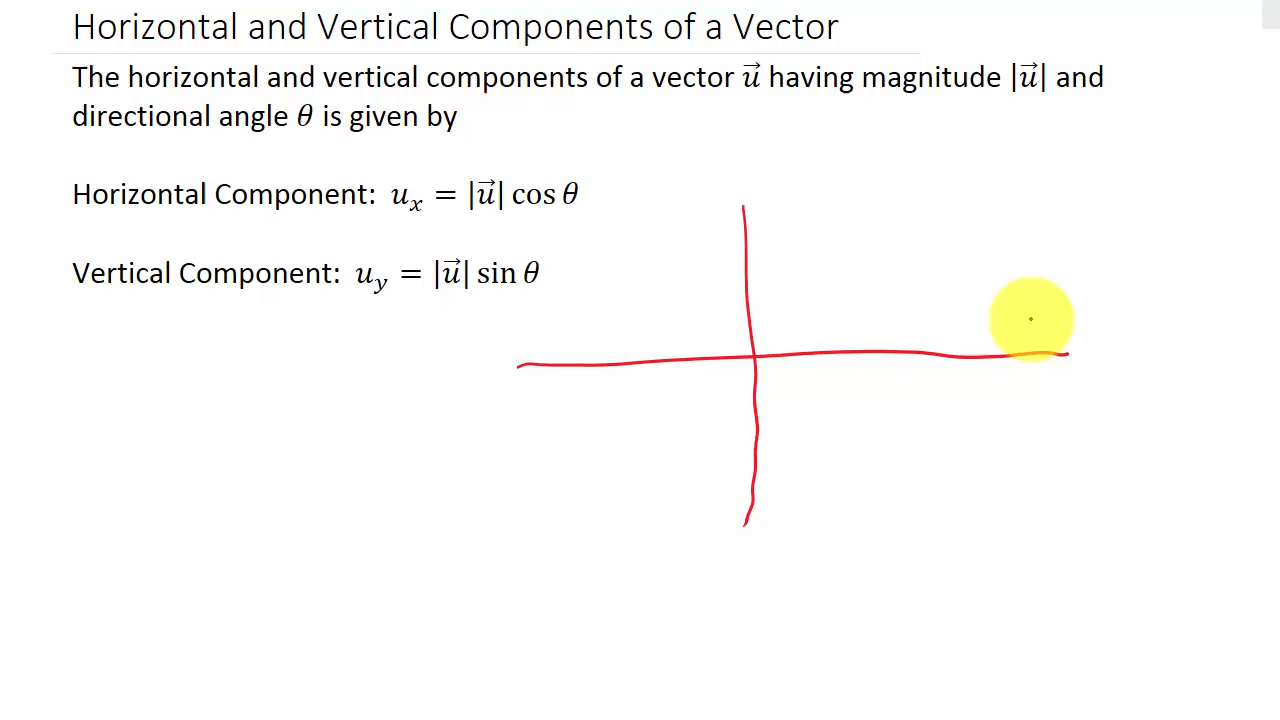 Horizontal and Vertical Components of a Vector
The horizontal and vertical components of a vector u⃗ having magnitude |u⃗| and
directional angle θ is given by
Horizontal Component: uₓ = |u⃗| cos θ
Vertical Component: u_y = |u⃗| sin θ